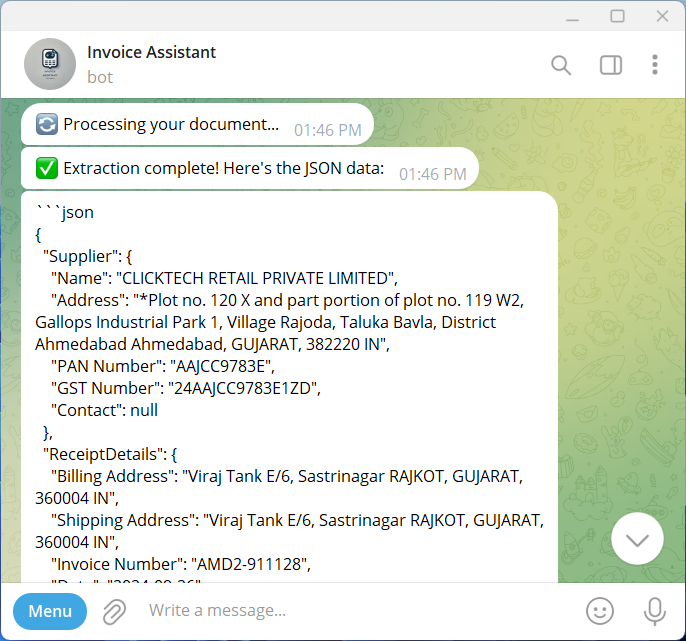 Invoice Assistant
bot
Processing your document... 01:46 PM
Extraction complete! Here's the JSON data: 01:46 PM
```json
{
"Supplier": {
"Name": "CLICKTECH RETAIL PRIVATE LIMITED",
"Address": "*Plot no. 120 X and part portion of plot no. 119 W2,
Gallops Industrial Park 1, Village Rajoda, Taluka Bavla, District
Ahmedabad Ahmedabad, GUJARAT, 382220 IN",
"PAN Number": "AAJCC9783E",
"GST Number": "24AAJCC9783E1ZD",
"Contact": null
},
"ReceiptDetails": {
"Billing Address": "Viraj Tank E/6, Sastrinagar RAJKOT, GUJARAT,
360004 IN",
"Shipping Address": "Viraj Tank E/6, Sastrinagar RAJKOT, GUJARAT,
360004 IN",
"Invoice Number": "AMD2-911128",
Menu
Write a message...